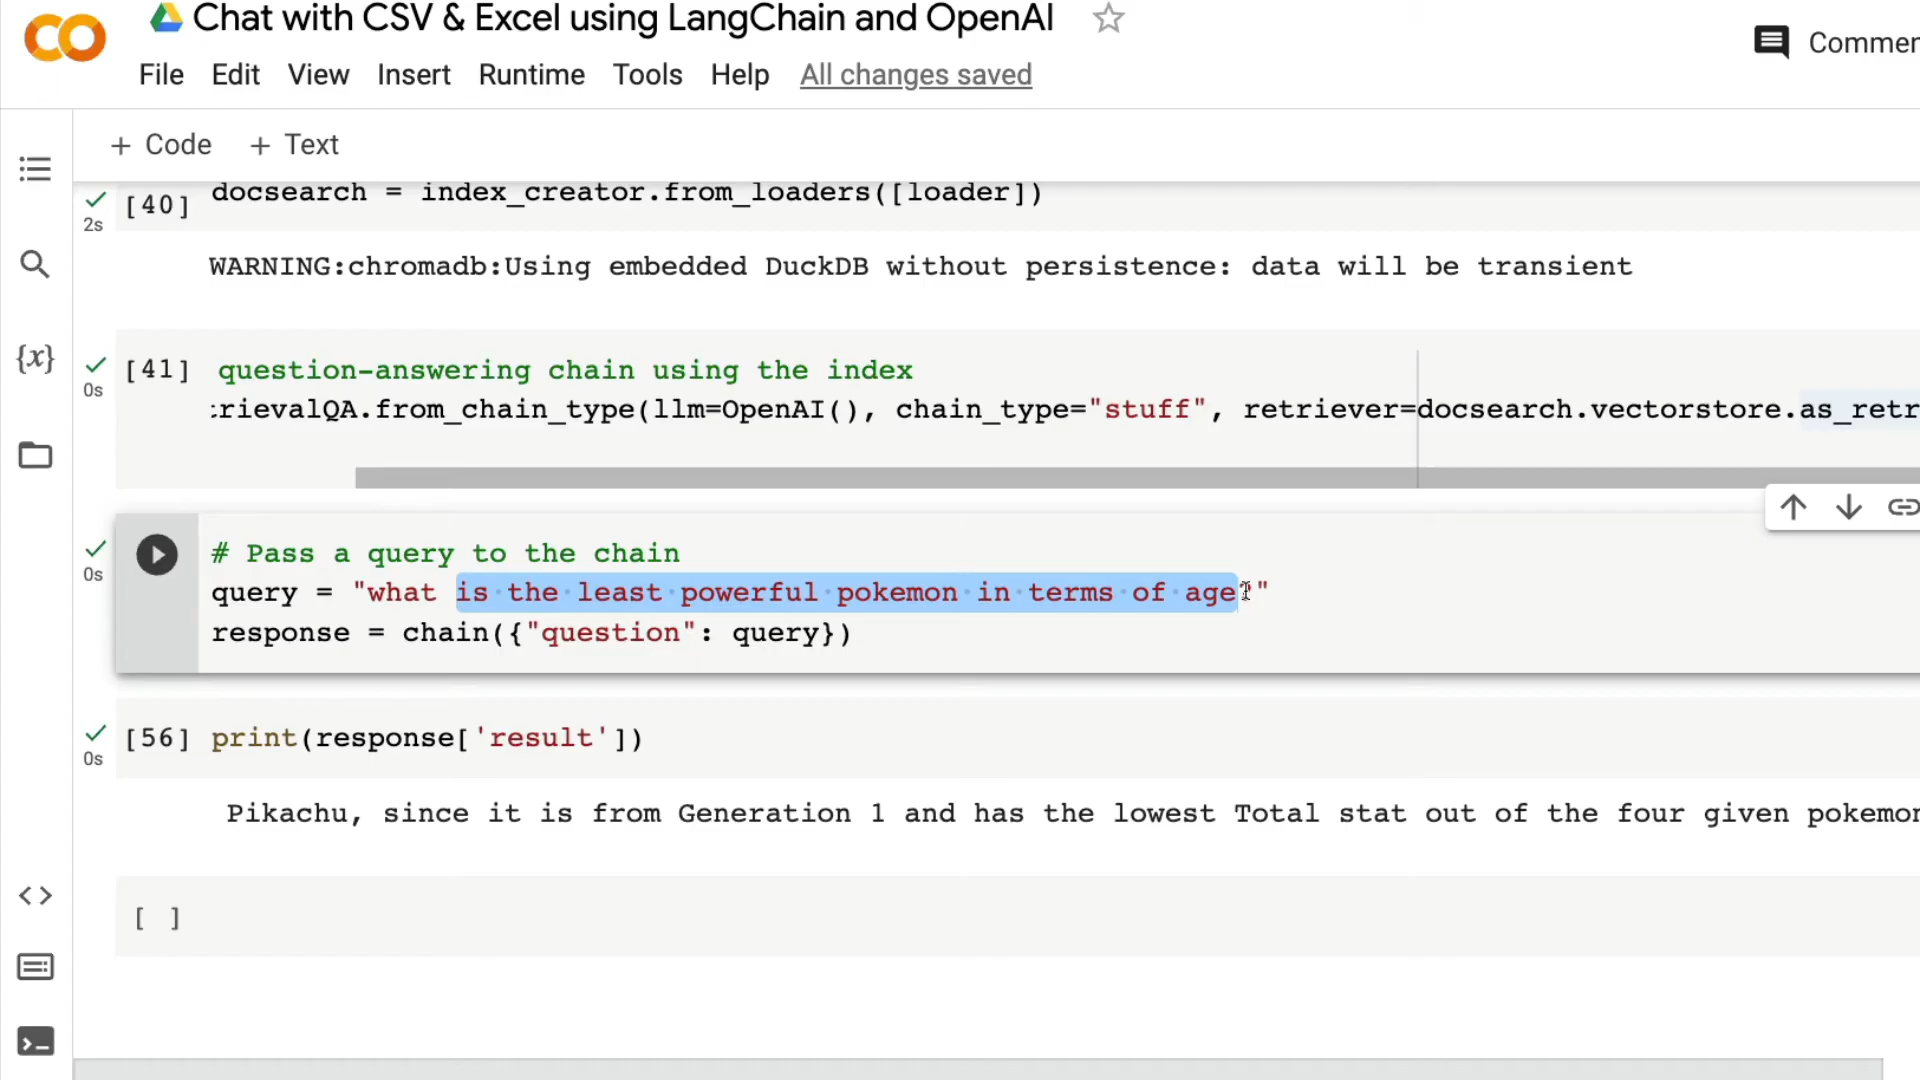 Chat with CSV & Excel using LangChain and OpenAI
File Edit View Insert Runtime Tools Help All changes saved
+ Code + Text
[40] docsearch = index_creator.from_loaders([loader])
2s
WARNING:chromadb:Using embedded DuckDB without persistence: data will be transient
[41] question-answering chain using the index
0s
rievalQA.from_chain_type(llm=OpenAI(), chain_type="stuff", retriever=docsearch.vectorstore.as_retr
# Pass a query to the chain
0s
query = "what is the least powerful pokemon in terms of age?"
response = chain({"question": query})
[56] print(response['result'])
0s
Pikachu, since it is from Generation 1 and has the lowest Total stat out of the four given pokemon
[ ]